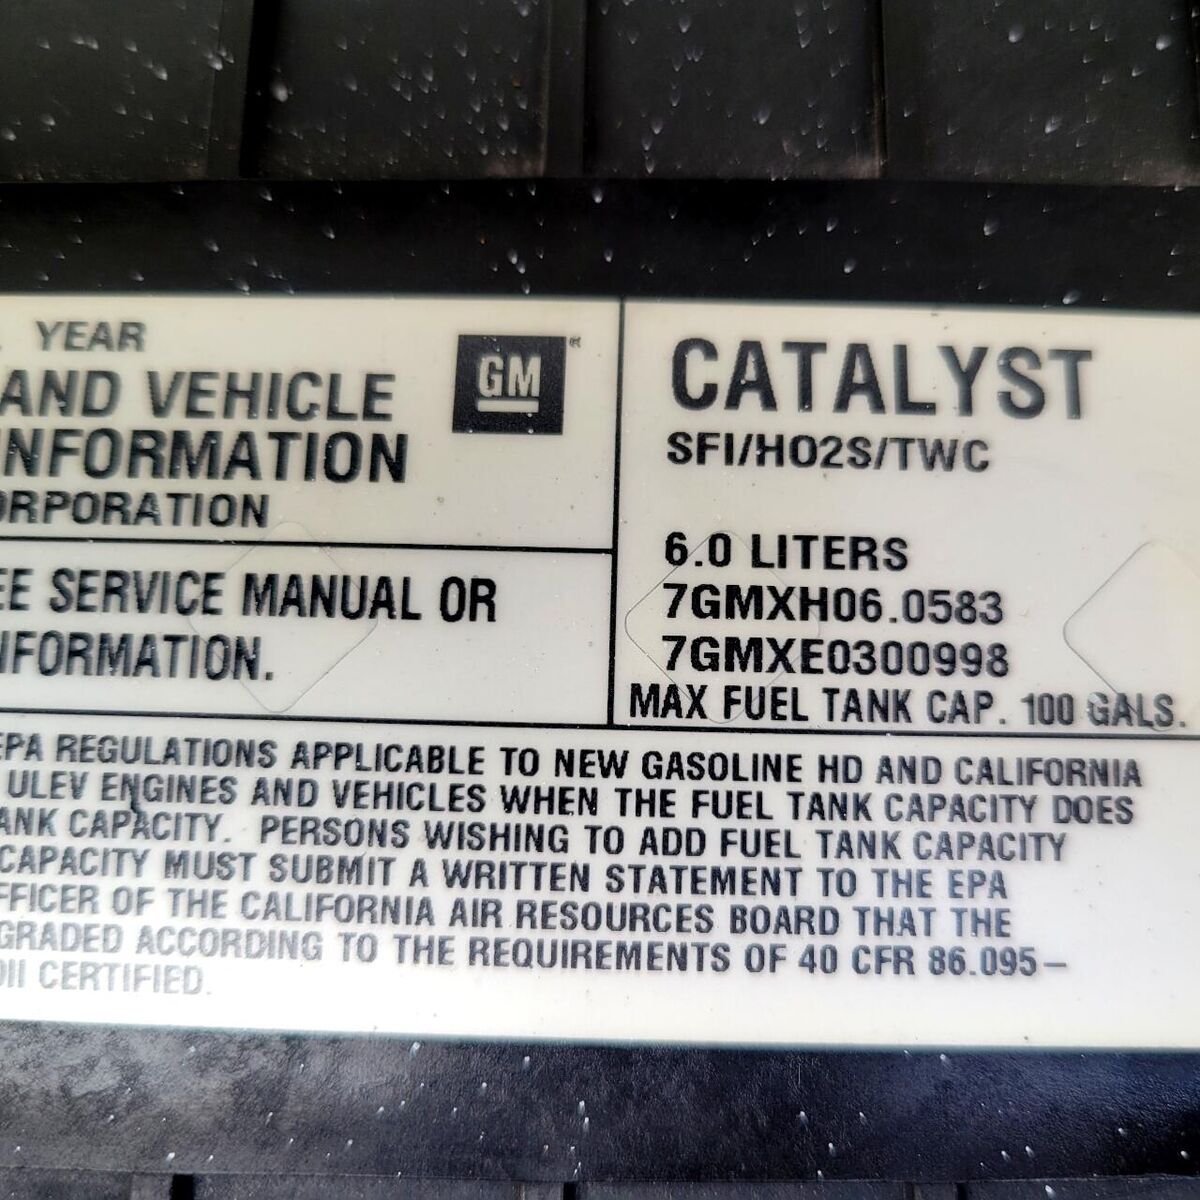 YEAR
AND VEHICLE
INFORMATION
CORPORATION
GM
®
CATALYST
SFI/HO2S/TWC
6.0 LITERS
7GMXH06.0583
7GMXE0300998
MAX FUEL TANK CAP. 100 GALS.
EE SERVICE MANUAL OR
NFORMATION.
EPA REGULATIONS APPLICABLE TO NEW GASOLINE HD AND CALIFORNIA
ULEV ENGINES AND VEHICLES WHEN THE FUEL TANK CAPACITY DOES
ANK CAPACITY. PERSONS WISHING TO ADD FUEL TANK CAPACITY
CAPACITY MUST SUBMIT A WRITTEN STATEMENT TO THE EPA
FFICER OF THE CALIFORNIA AIR RESOURCES BOARD THAT THE
GRADED ACCORDING TO THE REQUIREMENTS OF 40 CFR 86.095–
DII CERTIFIED.